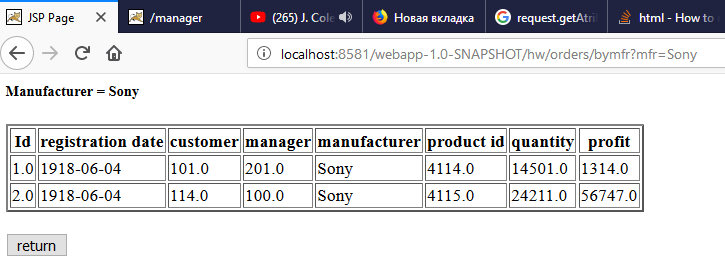 JSP Page
/manager
(265) J. Cole
Новая вкладка
request.getAtri
html - How to
localhost:8581/webapp-1.0-SNAPSHOT/hw/orders/bymfr?mfr=Sony
Manufacturer = Sony
Id registration date customer manager manufacturer product id quantity profit
1.0 1918-06-04 101.0 201.0 Sony 4114.0 14501.0 1314.0
2.0 1918-06-04 114.0 100.0 Sony 4115.0 24211.0 56747.0
return